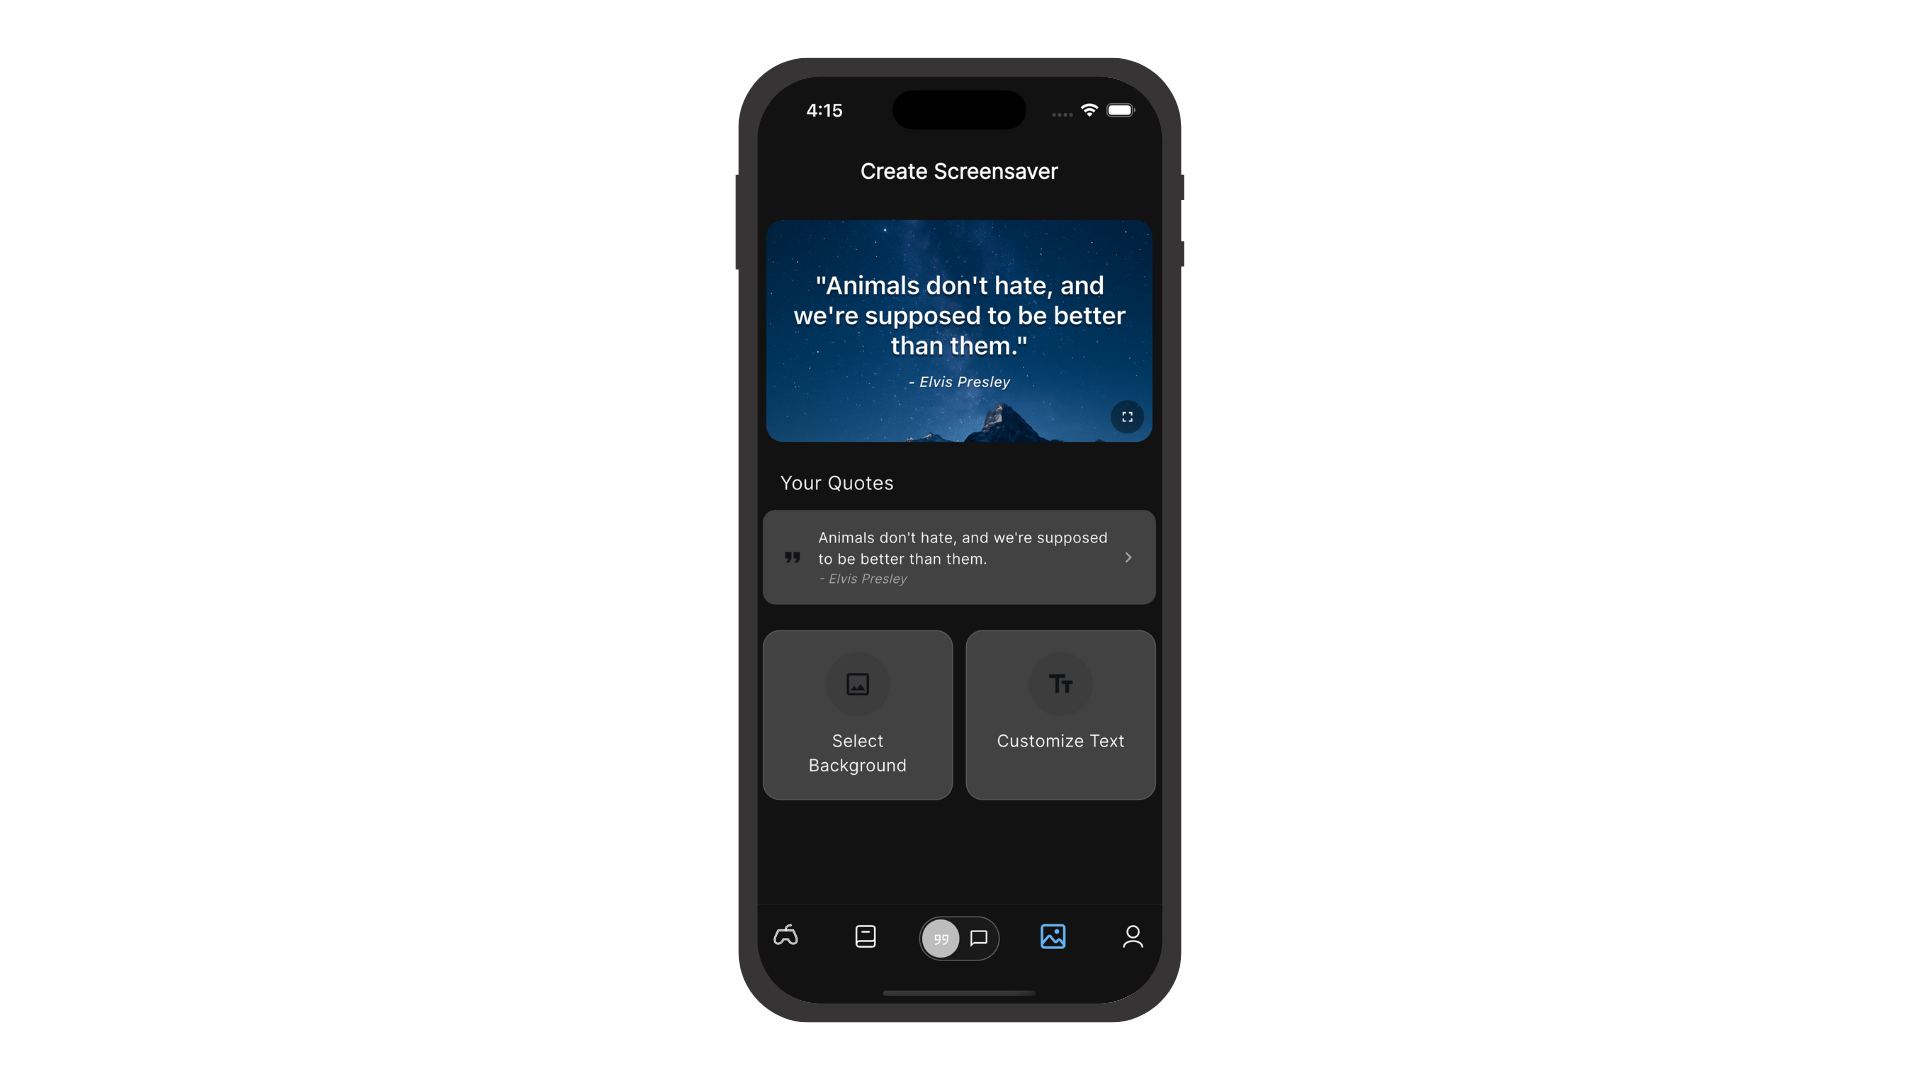 4:15
Create Screensaver
"Animals don't hate, and
we're supposed to be better
than them."
- Elvis Presley
Your Quotes
Animals don't hate, and we're supposed
to be better than them.
- Elvis Presley
Select
Background
Customize Text